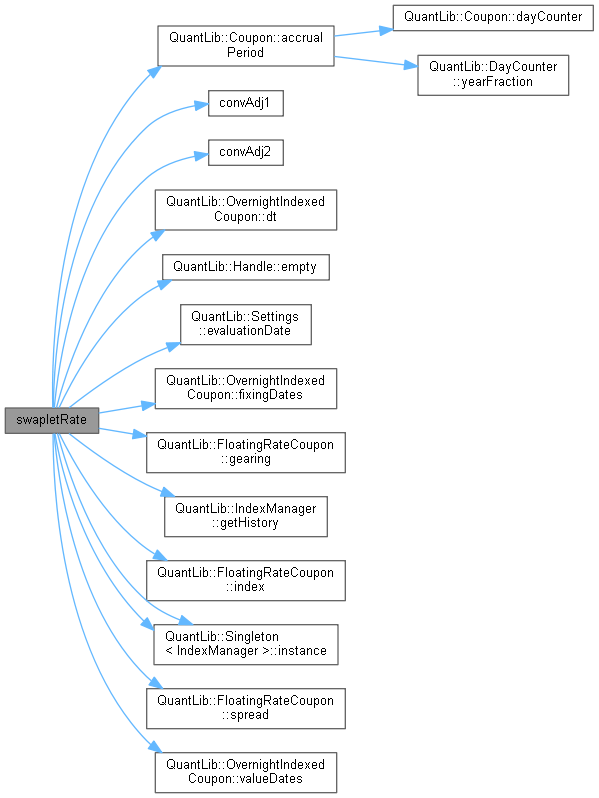 QuantLib::Coupon::dayCounter
QuantLib::Coupon::accrual
Period
QuantLib::DayCounter
::yearFraction
convAdj1
convAdj2
QuantLib::OvernightIndexed
Coupon::dt
QuantLib::Handle::empty
QuantLib::Settings
::evaluationDate
QuantLib::OvernightIndexed
Coupon::fixingDates
swapletRate
QuantLib::FloatingRateCoupon
::gearing
QuantLib::IndexManager
::getHistory
QuantLib::FloatingRateCoupon
::index
QuantLib::Singleton
< IndexManager >::instance
QuantLib::FloatingRateCoupon
::spread
QuantLib::OvernightIndexed
Coupon::valueDates